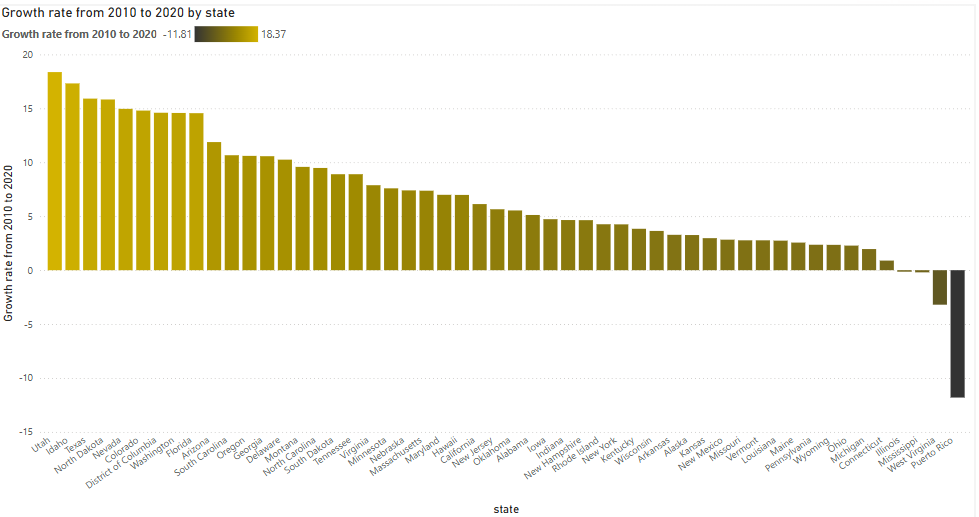 Growth rate from 2010 to 2020 by state
Growth rate from 2010 to 2020 -11.81 18.37
20
15
10
5
0
-5
-10
-15
Growth rate from 2010 to 2020
Utah
Idaho
Texas
North Dakota
Nevada
Colorado
District of Columbia
Washington
Florida
Arizona
South Carolina
Oregon
Georgia
Delaware
Montana
North Carolina
South Dakota
Tennessee
Virginia
Minnesota
Nebraska
Massachusetts
Maryland
Hawaii
California
New Jersey
Oklahoma
Alabama
Iowa
Indiana
New Hampshire
Rhode Island
New York
Kentucky
Wisconsin
Arkansas
Alaska
Kansas
New Mexico
Missouri
Vermont
Louisiana
Maine
Pennsylvania
Wyoming
Ohio
Michigan
Connecticut
Illinois
Mississippi
West Virginia
Puerto Rico
state